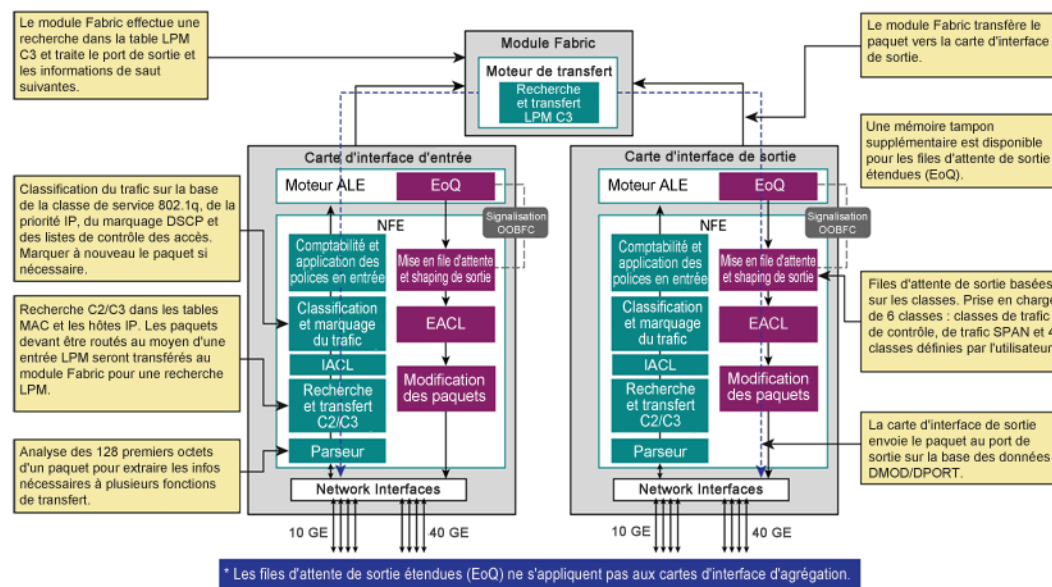 Le module Fabric effectue une
recherche dans la table LPM
C3 et traite le port de sortie et
les informations de saut
suivantes.
Module Fabric
Moteur de transfert
Recherche
et transfert
LPM C3
Le module Fabric transfère le
paquet vers la carte d'interface
de sortie.
Une mémoire tampon
supplémentaire est disponible
pour les files d'attente de sortie
étendues (EoQ).
Classification du trafic sur la base
de la classe de service 802.1q, de la
priorité IP, du marquage DSCP et
des listes de contrôle des accès.
Marquer à nouveau le paquet si
nécessaire.
Recherche C2/C3 dans les tables
MAC et les hôtes IP. Les paquets
devant être routés au moyen d'une
entrée LPM seront transférés au
module Fabric pour une recherche
LPM.
Analyse des 128 premiers octets
d'un paquet pour extraire les infos
nécessaires à plusieurs fonctions
de transfert.
Carte d'interface d'entrée
Moteur ALE
EoQ
Signalisation
OOBFC
NFE
Comptabilité et
application des
polices en entrée
Mise en file d'attente
et shaping de sortie
Classification
et marquage
du trafic
EACL
IACL
Recherche
et transfert
C2/C3
Modification
des paquets
Parseur
Network Interfaces
10 GE
40 GE
Carte d'interface de sortie
Moteur ALE
EoQ
Signalisation
OOBFC
NFE
Comptabilité et
application des
polices en entrée
Mise en file d'attente
et shaping de sortie
Classification
et marquage
du trafic
EACL
IACL
Recherche
et transfert
C2/C3
Modification
des paquets
Parseur
Network Interfaces
10 GE
40 GE
Files d'attente de sortie basées
sur les classes. Prise en charge
de 6 classes : classes de trafic
de contrôle, de trafic SPAN et 4
classes définies par l'utilisateur
La carte d'interface de sortie
envoie le paquet au port de
sortie sur la base des données
DMOD/DPORT.
* Les files d'attente de sortie étendues (EoQ) ne s'appliquent pas aux cartes d'interface d'agrégation.